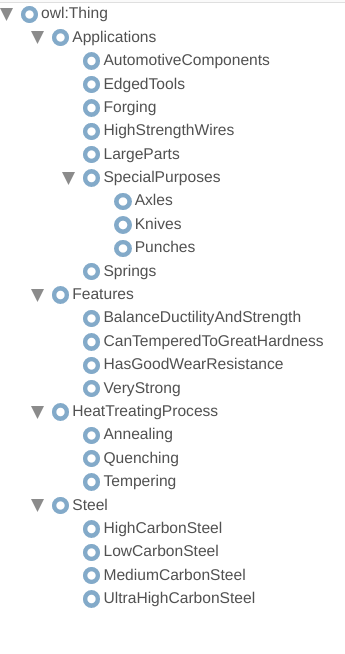 owl:Thing
Applications
AutomotiveComponents
EdgedTools
Forging
HighStrengthWires
LargeParts
SpecialPurposes
Axles
Knives
Punches
Springs
Features
BalanceDuctilityAndStrength
CanTemperedToGreatHardness
HasGoodWearResistance
VeryStrong
HeatTreatingProcess
Annealing
Quenching
Tempering
Steel
HighCarbonSteel
LowCarbonSteel
MediumCarbonSteel
UltraHighCarbonSteel